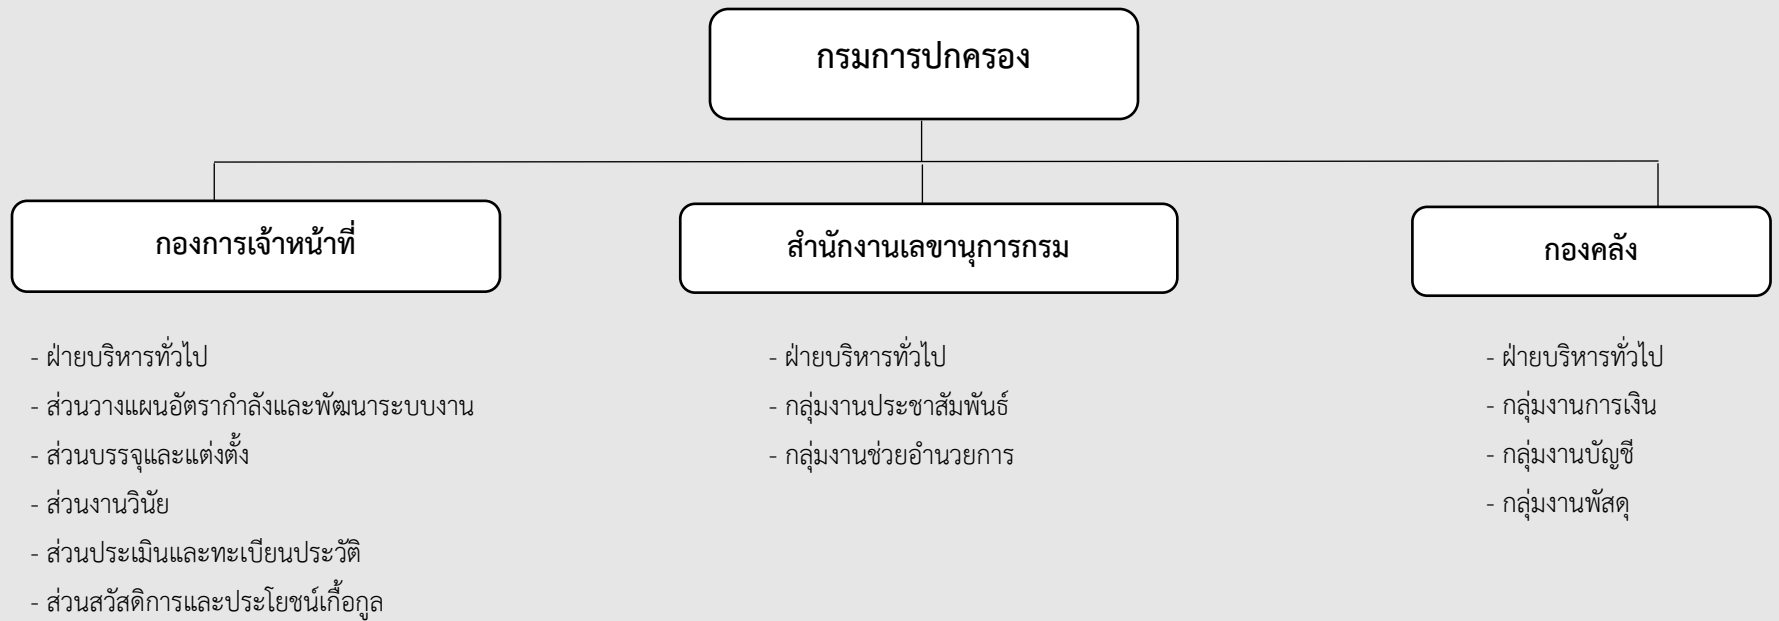 กรมการปกครอง
กองการเจ้าหน้าที่
- ฝ่ายบริหารทั่วไป
- ส่วนวางแผนอัตรากำลังและพัฒนาระบบงาน
- ส่วนบรรจุและแต่งตั้ง
- ส่วนงานวินัย
- ส่วนประเมินและทะเบียนประวัติ
- ส่วนสวัสดิการและประโยชน์เกื้อกูล
สำนักงานเลขานุการกรม
- ฝ่ายบริหารทั่วไป
- กลุ่มงานประชาสัมพันธ์
- กลุ่มงานช่วยอำนวยการ
กองคลัง
- ฝ่ายบริหารทั่วไป
- กลุ่มงานการเงิน
- กลุ่มงานบัญชี
- กลุ่มงานพัสดุ